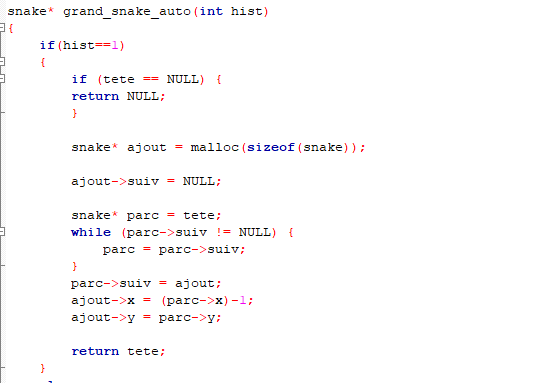 snake* grand_snake_auto(int hist)
{
if(hist==1)
{
if (tete == NULL) {
return NULL;
}
snake* ajout = malloc(sizeof(snake));
ajout->suiv = NULL;
snake* parc = tete;
while (parc->suiv != NULL) {
parc = parc->suiv;
}
parc->suiv = ajout;
ajout->x = (parc->x)-1;
ajout->y = parc->y;
return tete;
}